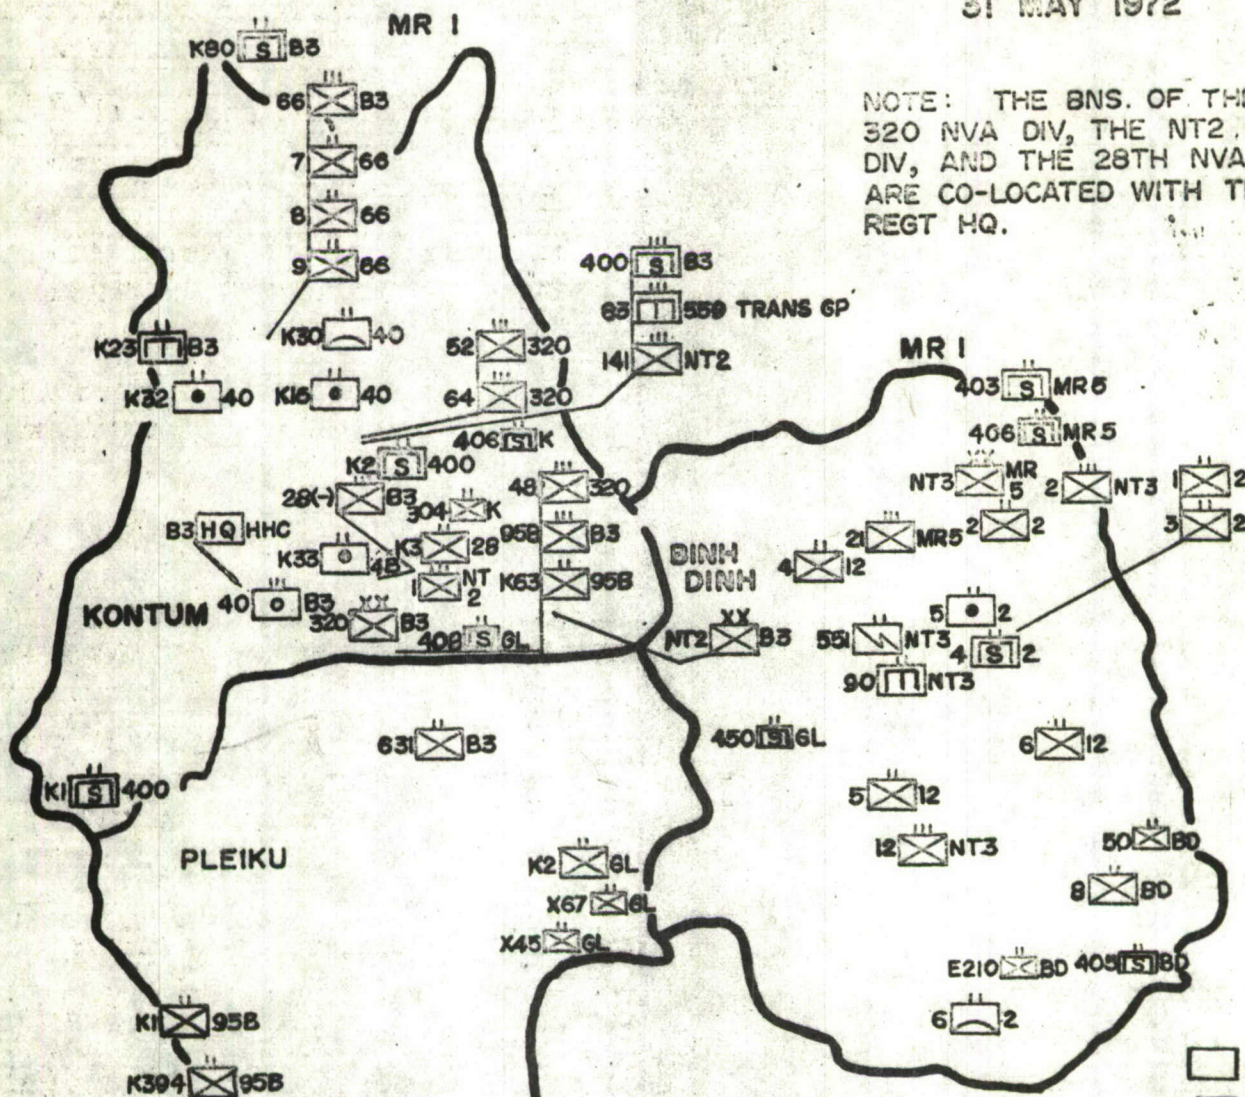 31 MAY 1972
MR I
K80 S B3
NOTE: THE BNS. OF THE
320 NVA DIV, THE NT2
DIV, AND THE 28TH NVA
ARE CO-LOCATED WITH
REGT HQ.
66 B3
7 66
8 66
9 66
400 S B3
63 559 TRANS GP
141 NT2
K30 40
52 320
K23 B3
K32 40
K16 40
64 320
MR I
403 S MR5
406 S MR5
406 S K
K2 S 400
28(-) B3
304 K
48 320
NT3 MR
5
2 NT3
1 2
3 2
2 2
21 MR5
B3 HQ HHC
K33 4B
K3 28
95B B3
BINH
DINH
4 12
1 NT
2
K63 95B
KONTUM
40 B3
XX
320 B3
408 S GL
XX
NT2 B3
5 2
551 NT3
4 S 2
90 NT3
631 B3
450 S GL
6 12
K1 S 400
5 12
PLEIKU
12 NT3
50 BD
K2 GL
8 BD
X67 GL
X45 GL
E210 BD
405 S BD
6 2
K1 95B
K394 95B